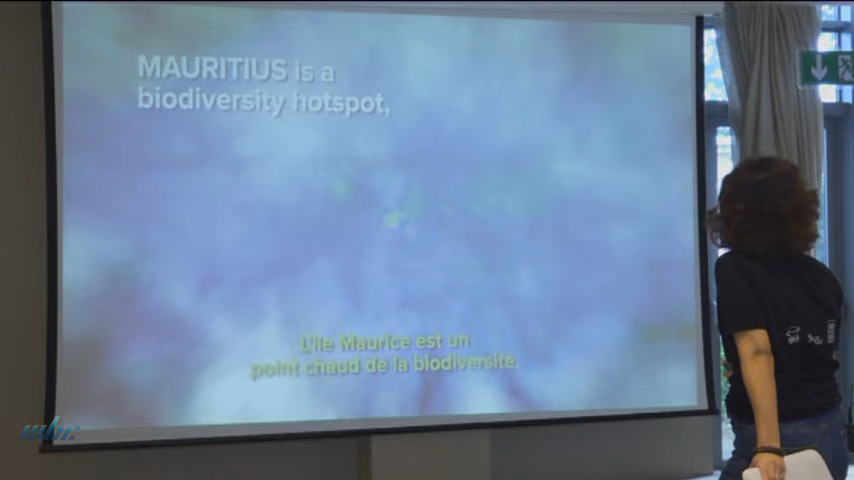 MAURITIUS is a
biodiversity hotspot,
L'île Maurice est un
point chaud de la biodiversité.